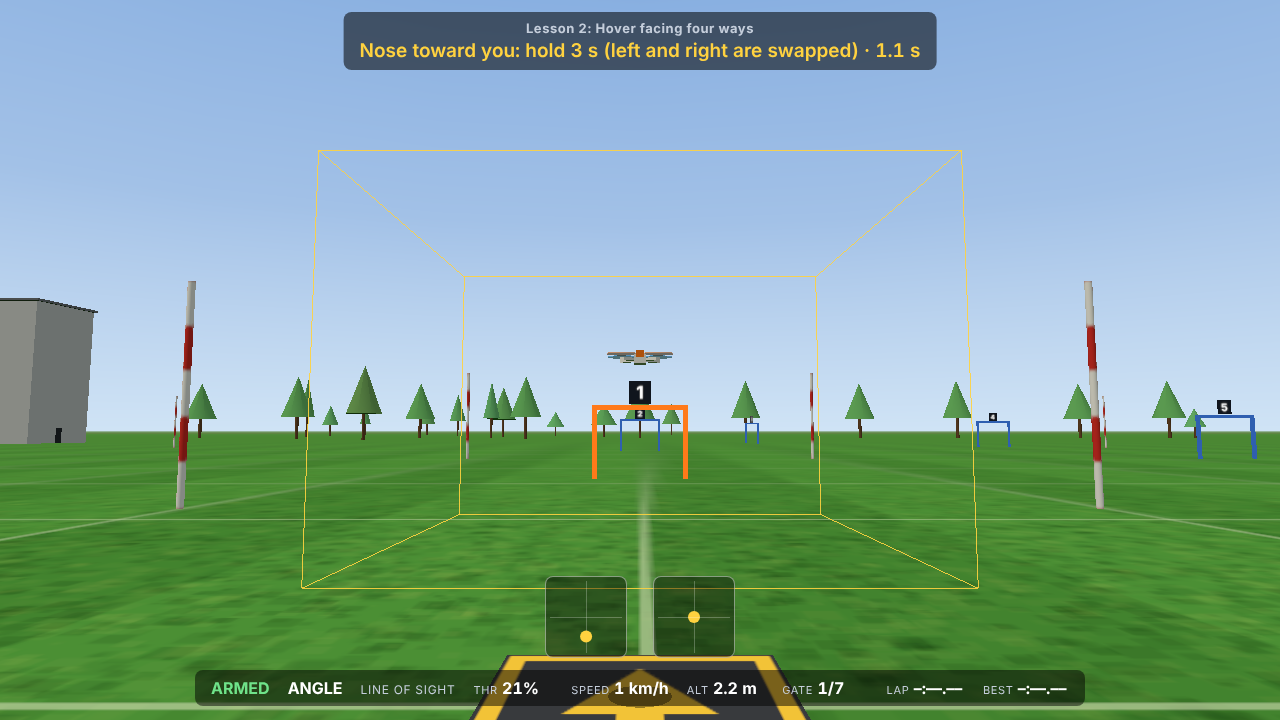 Lesson 2: Hover facing four ways
Nose toward you: hold 3 s (left and right are swapped) · 1.1 s
1
2
4
5
ARMED ANGLE LINE OF SIGHT THR 21% SPEED 1 km/h ALT 2.2 m GATE 1/7 LAP –:––.–– BEST –:––.––